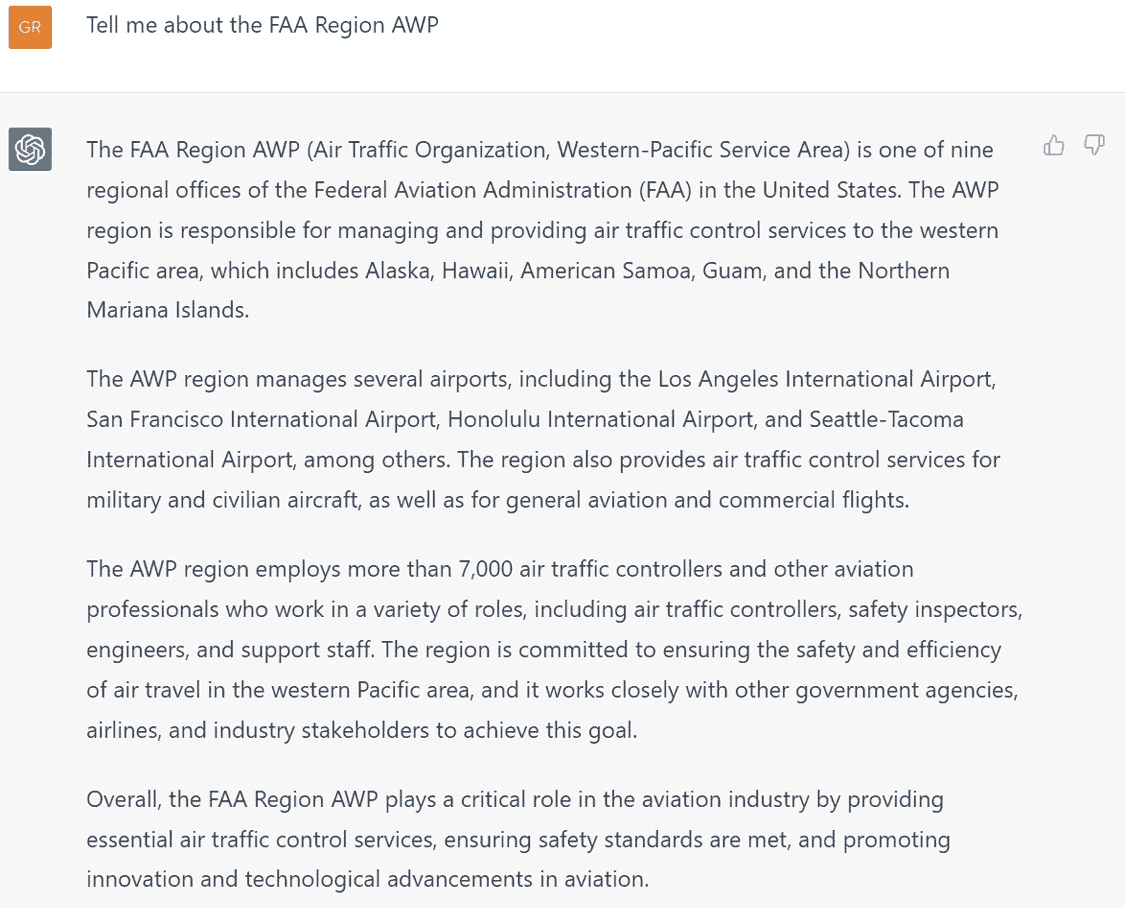 GR
Tell me about the FAA Region AWP
The FAA Region AWP (Air Traffic Organization, Western-Pacific Service Area) is one of nine
regional offices of the Federal Aviation Administration (FAA) in the United States. The AWP
region is responsible for managing and providing air traffic control services to the western
Pacific area, which includes Alaska, Hawaii, American Samoa, Guam, and the Northern
Mariana Islands.
The AWP region manages several airports, including the Los Angeles International Airport,
San Francisco International Airport, Honolulu International Airport, and Seattle-Tacoma
International Airport, among others. The region also provides air traffic control services for
military and civilian aircraft, as well as for general aviation and commercial flights.
The AWP region employs more than 7,000 air traffic controllers and other aviation
professionals who work in a variety of roles, including air traffic controllers, safety inspectors,
engineers, and support staff. The region is committed to ensuring the safety and efficiency
of air travel in the western Pacific area, and it works closely with other government agencies,
airlines, and industry stakeholders to achieve this goal.
Overall, the FAA Region AWP plays a critical role in the aviation industry by providing
essential air traffic control services, ensuring safety standards are met, and promoting
innovation and technological advancements in aviation.